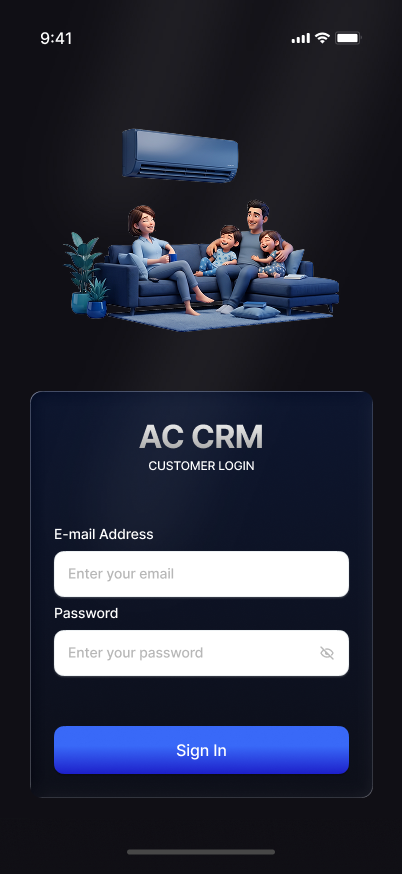 9:41
AC CRM
CUSTOMER LOGIN
E-mail Address
Enter your email
Password
Enter your password
Sign In